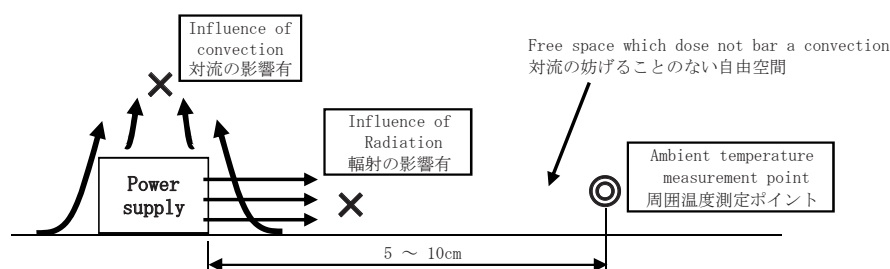 Influence of
convection
対流の影響有
Free space which dose not bar a convection
対流の妨げることのない自由空間
Influence of
Radiation
輻射の影響有
Ambient temperature
measurement point
周囲温度測定ポイント
Power
supply
5 ～ 10cm